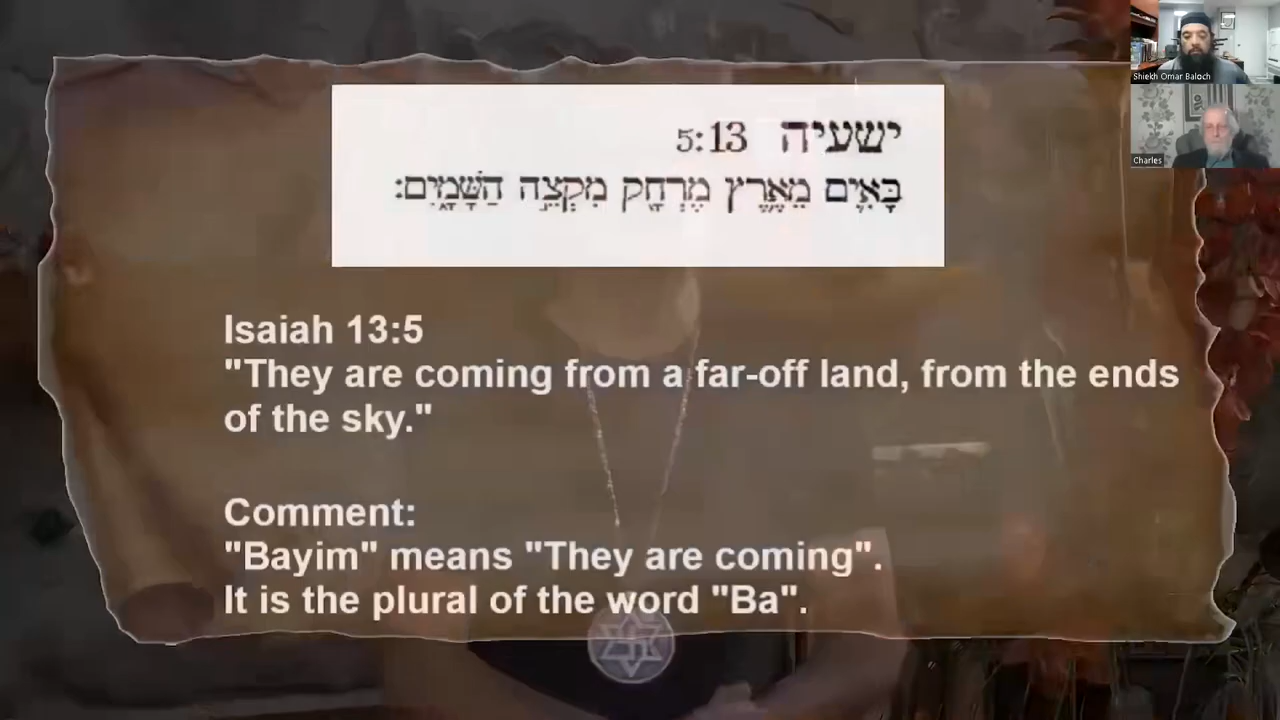 ישעיה 5:13
בָּאִ֛ים מֵאֶ֥רֶץ מֶרְחָ֖ק מִקְצֵ֣ה הַשָּׁמָ֑יִם:
Isaiah 13:5
"They are coming from a far-off land, from the ends
of the sky."
Comment:
"Bayim" means "They are coming".
It is the plural of the word "Ba".
Shiekh Omar Baloch
Charles